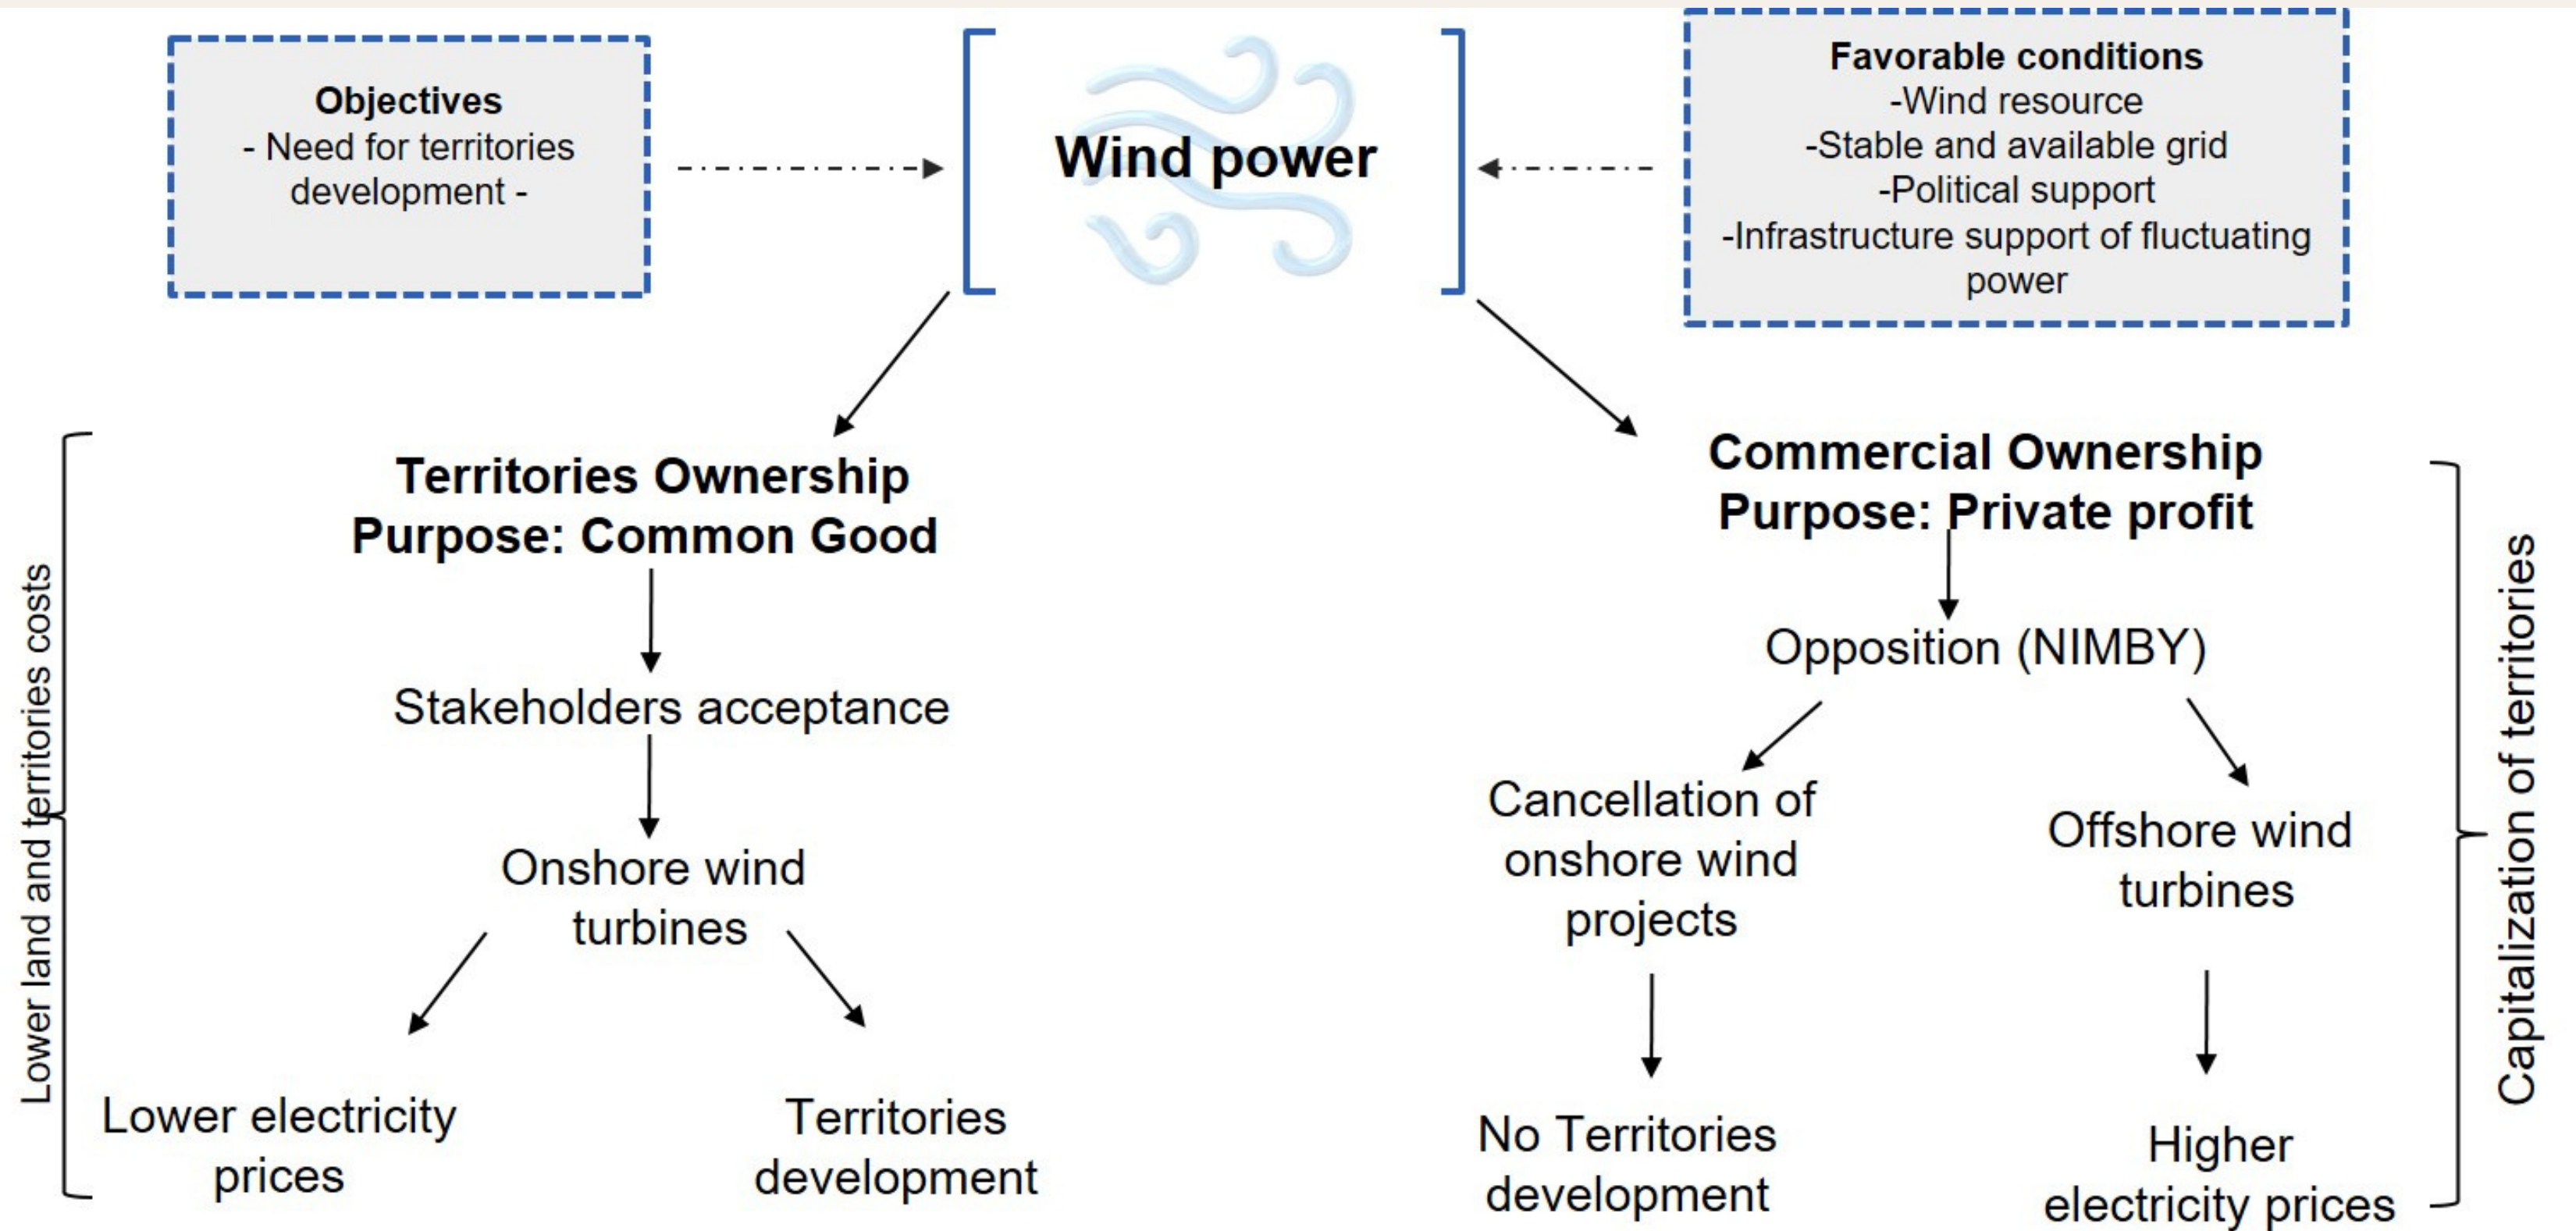 Objectives
- Need for territories
development -
Wind power
Favorable conditions
-Wind resource
-Stable and available grid
-Political support
-Infrastructure support of fluctuating
power
Lower land and territories costs
Territories Ownership
Purpose: Common Good
Stakeholders acceptance
Onshore wind
turbines
Lower electricity
prices
Territories
development
Commercial Ownership
Purpose: Private profit
Opposition (NIMBY)
Cancellation of
onshore wind
projects
Offshore wind
turbines
No Territories
development
Higher
electricity prices
Capitalization of territories